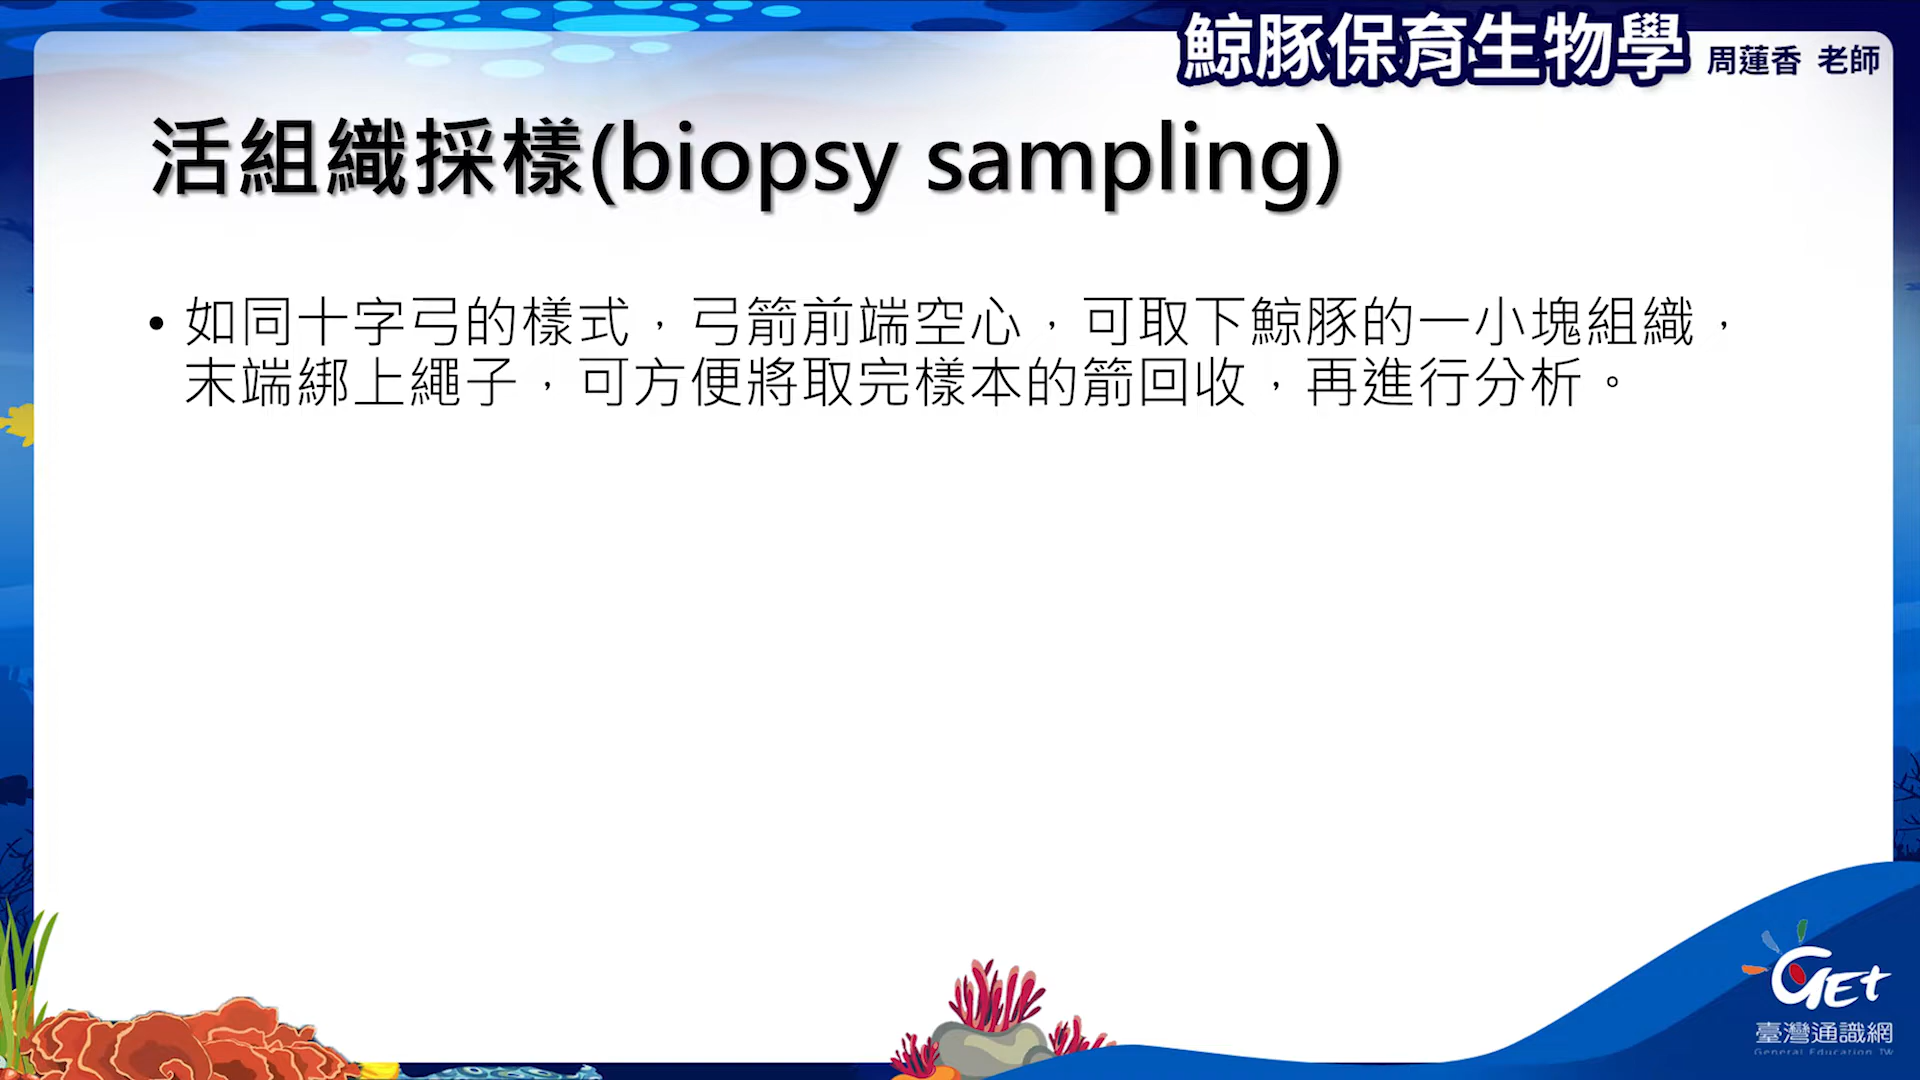 鯨豚保育生物學 周蓮香 老師
活組織採樣(biopsy sampling)
• 如同十字弓的樣式，弓箭前端空心，可取下鯨豚的一小塊組織，
末端綁上繩子，可方便將取完樣本的箭回收，再進行分析。
GEt
臺灣通識網
General Education TW